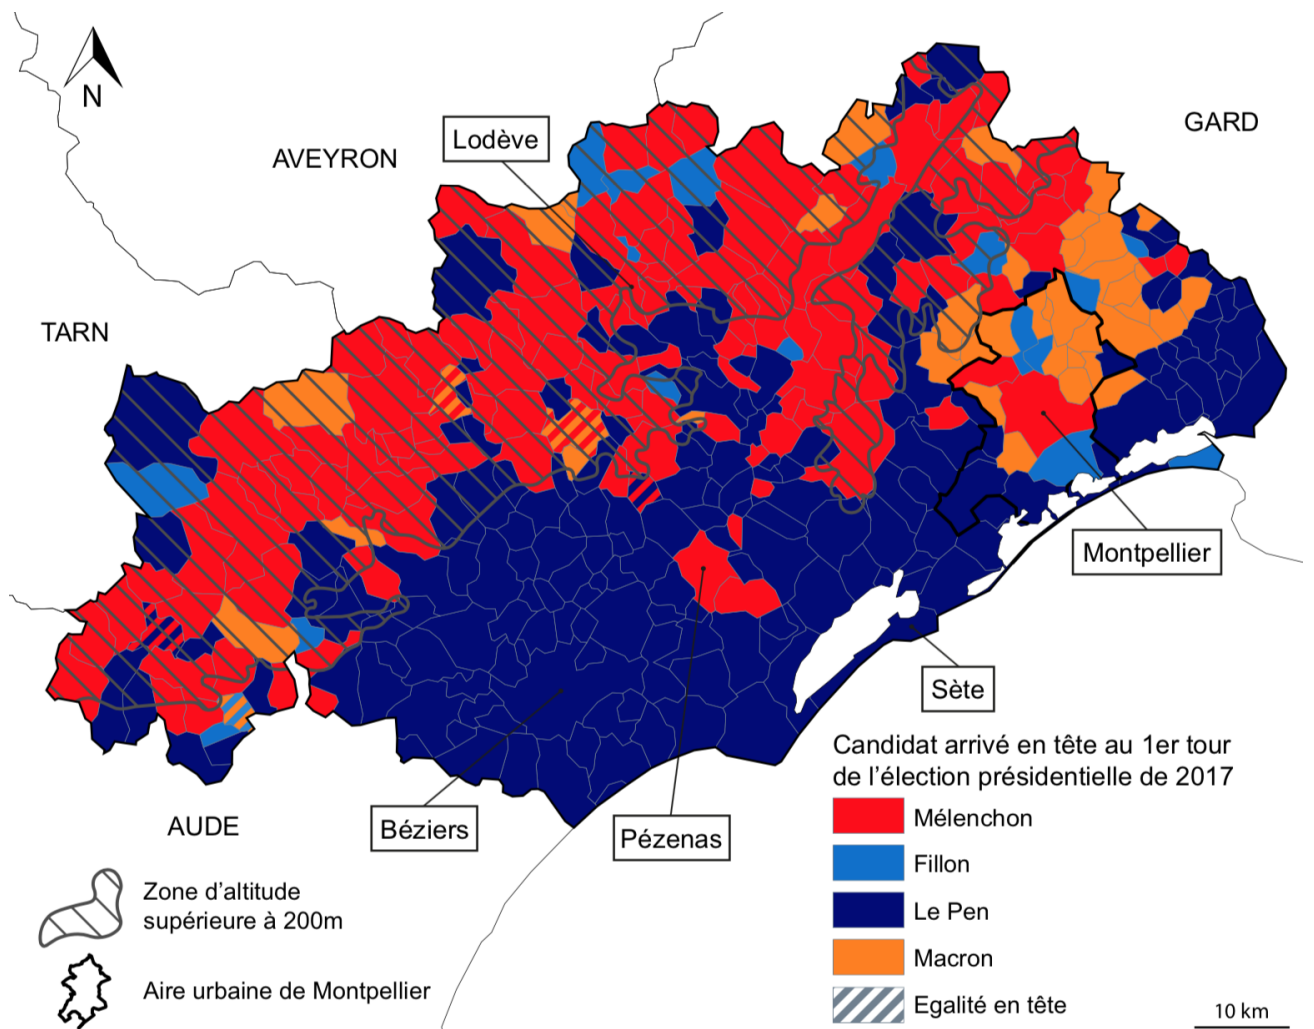 N
GARD
Lodève
AVEYRON
TARN
Montpellier
Sète
Candidat arrivé en tête au 1er tour
de l'élection présidentielle de 2017
Mélenchon
Fillon
Le Pen
Macron
Egalité en tête
AUDE
Béziers
Pézenas
Zone d'altitude
supérieure à 200m
Aire urbaine de Montpellier
10 km